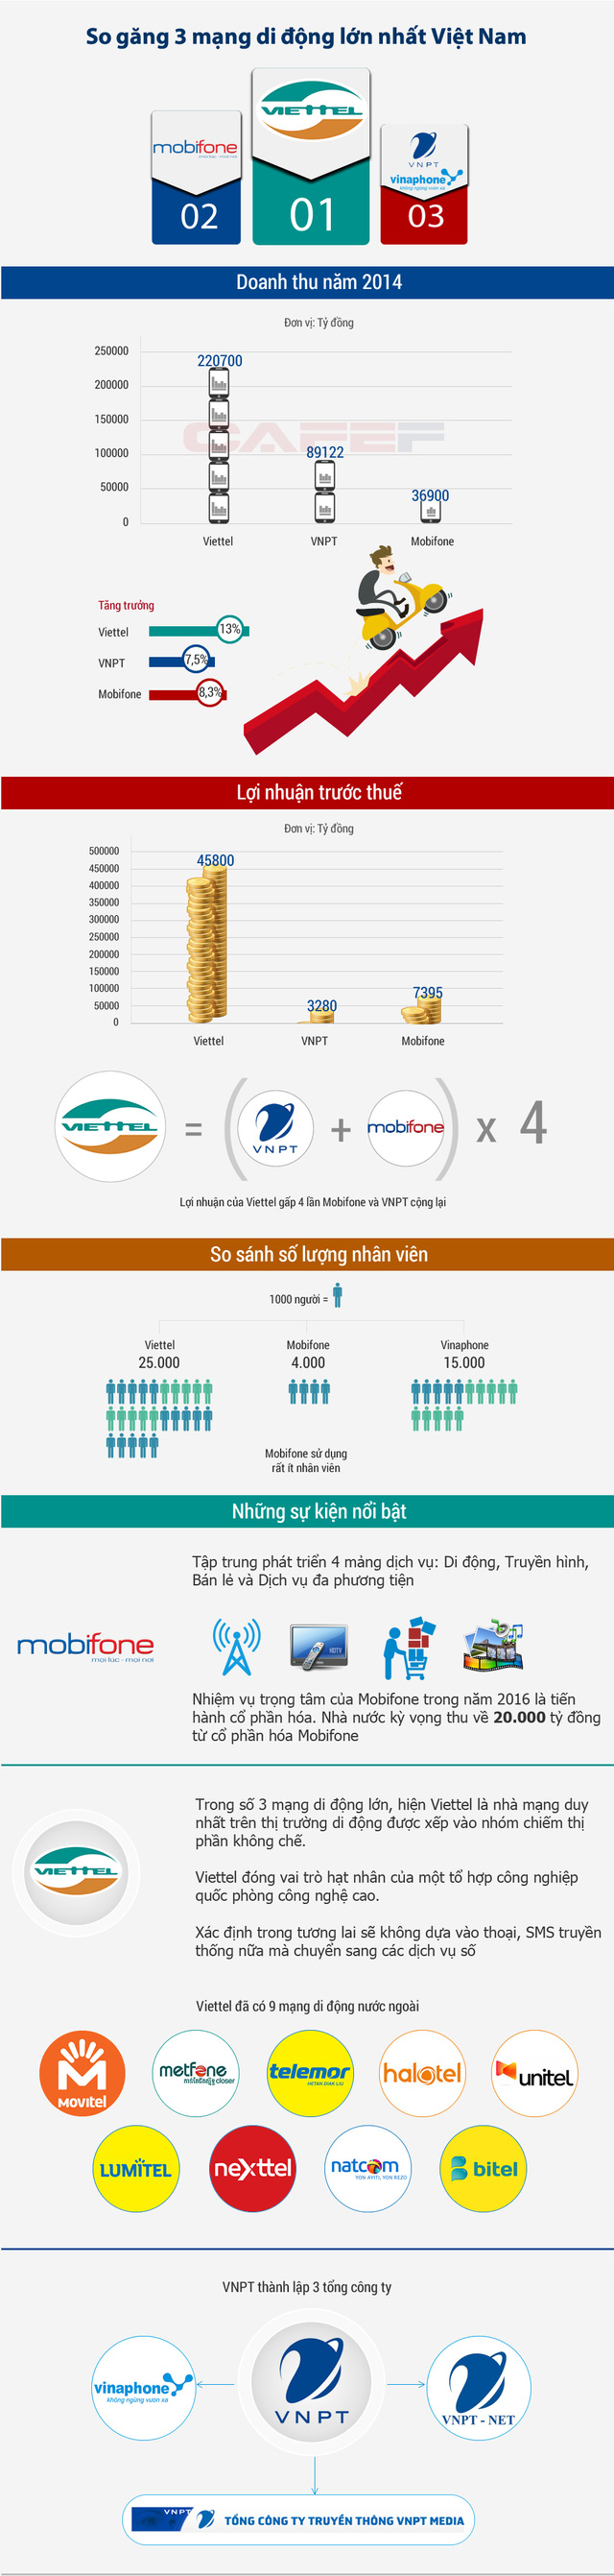 So găng 3 mạng di động lớn nhất Việt Nam
VIETTEL
mobifone
VNPT
vinaphone
không ngừng vươn xa
02
01
03
Doanh thu năm 2014
Đơn vị: Tỷ đồng
250000
220700
200000
150000
CAFEF
100000
89122
50000
36900
0
Viettel
VNPT
Mobifone
Tăng trưởng
Viettel
13%
VNPT
7,5%
Mobifone
8,3%
Lợi nhuận trước thuế
Đơn vị: Tỷ đồng
500000
45800
450000
400000
350000
300000
250000
200000
150000
100000
7395
50000
3280
0
Viettel
VNPT
Mobifone
VIETTEL = ( VNPT + mobifone ) x 4
Lợi nhuận của Viettel gấp 4 lần Mobifone và VNPT cộng lại
So sánh số lượng nhân viên
1000 người =
Viettel
25.000
Mobifone
4.000
Vinaphone
15.000
Mobifone sử dụng
rất ít nhân viên
Những sự kiện nổi bật
Tập trung phát triển 4 mảng dịch vụ: Di động, Truyền hình,
Bán lẻ và Dịch vụ đa phương tiện
mobifone
mọi lúc - mọi nơi
HDTV
Nhiệm vụ trọng tâm của Mobifone trong năm 2016 là tiến
hành cổ phần hóa. Nhà nước kỳ vọng thu về 20.000 tỷ đồng
từ cổ phần hóa Mobifone
Trong số 3 mạng di động lớn, hiện Viettel là nhà mạng duy
nhất trên thị trường di động được xếp vào nhóm chiếm thị
phần khống chế.
VIETTEL
Viettel đóng vai trò hạt nhân của một tổ hợp công nghiệp
quốc phòng công nghệ cao.
Xác định trong tương lai sẽ không dựa vào thoại, SMS truyền
thống nữa mà chuyển sang các dịch vụ số
Viettel đã có 9 mạng di động nước ngoài
Movitel
metfone
closer
telemor
halotel
unitel
LUMITEL
nexttel
natcom
bitel
VNPT thành lập 3 tổng công ty
vinaphone
không ngừng vươn xa
VNPT
VNPT - NET
VNPT
TỔNG CÔNG TY TRUYỀN THÔNG VNPT MEDIA